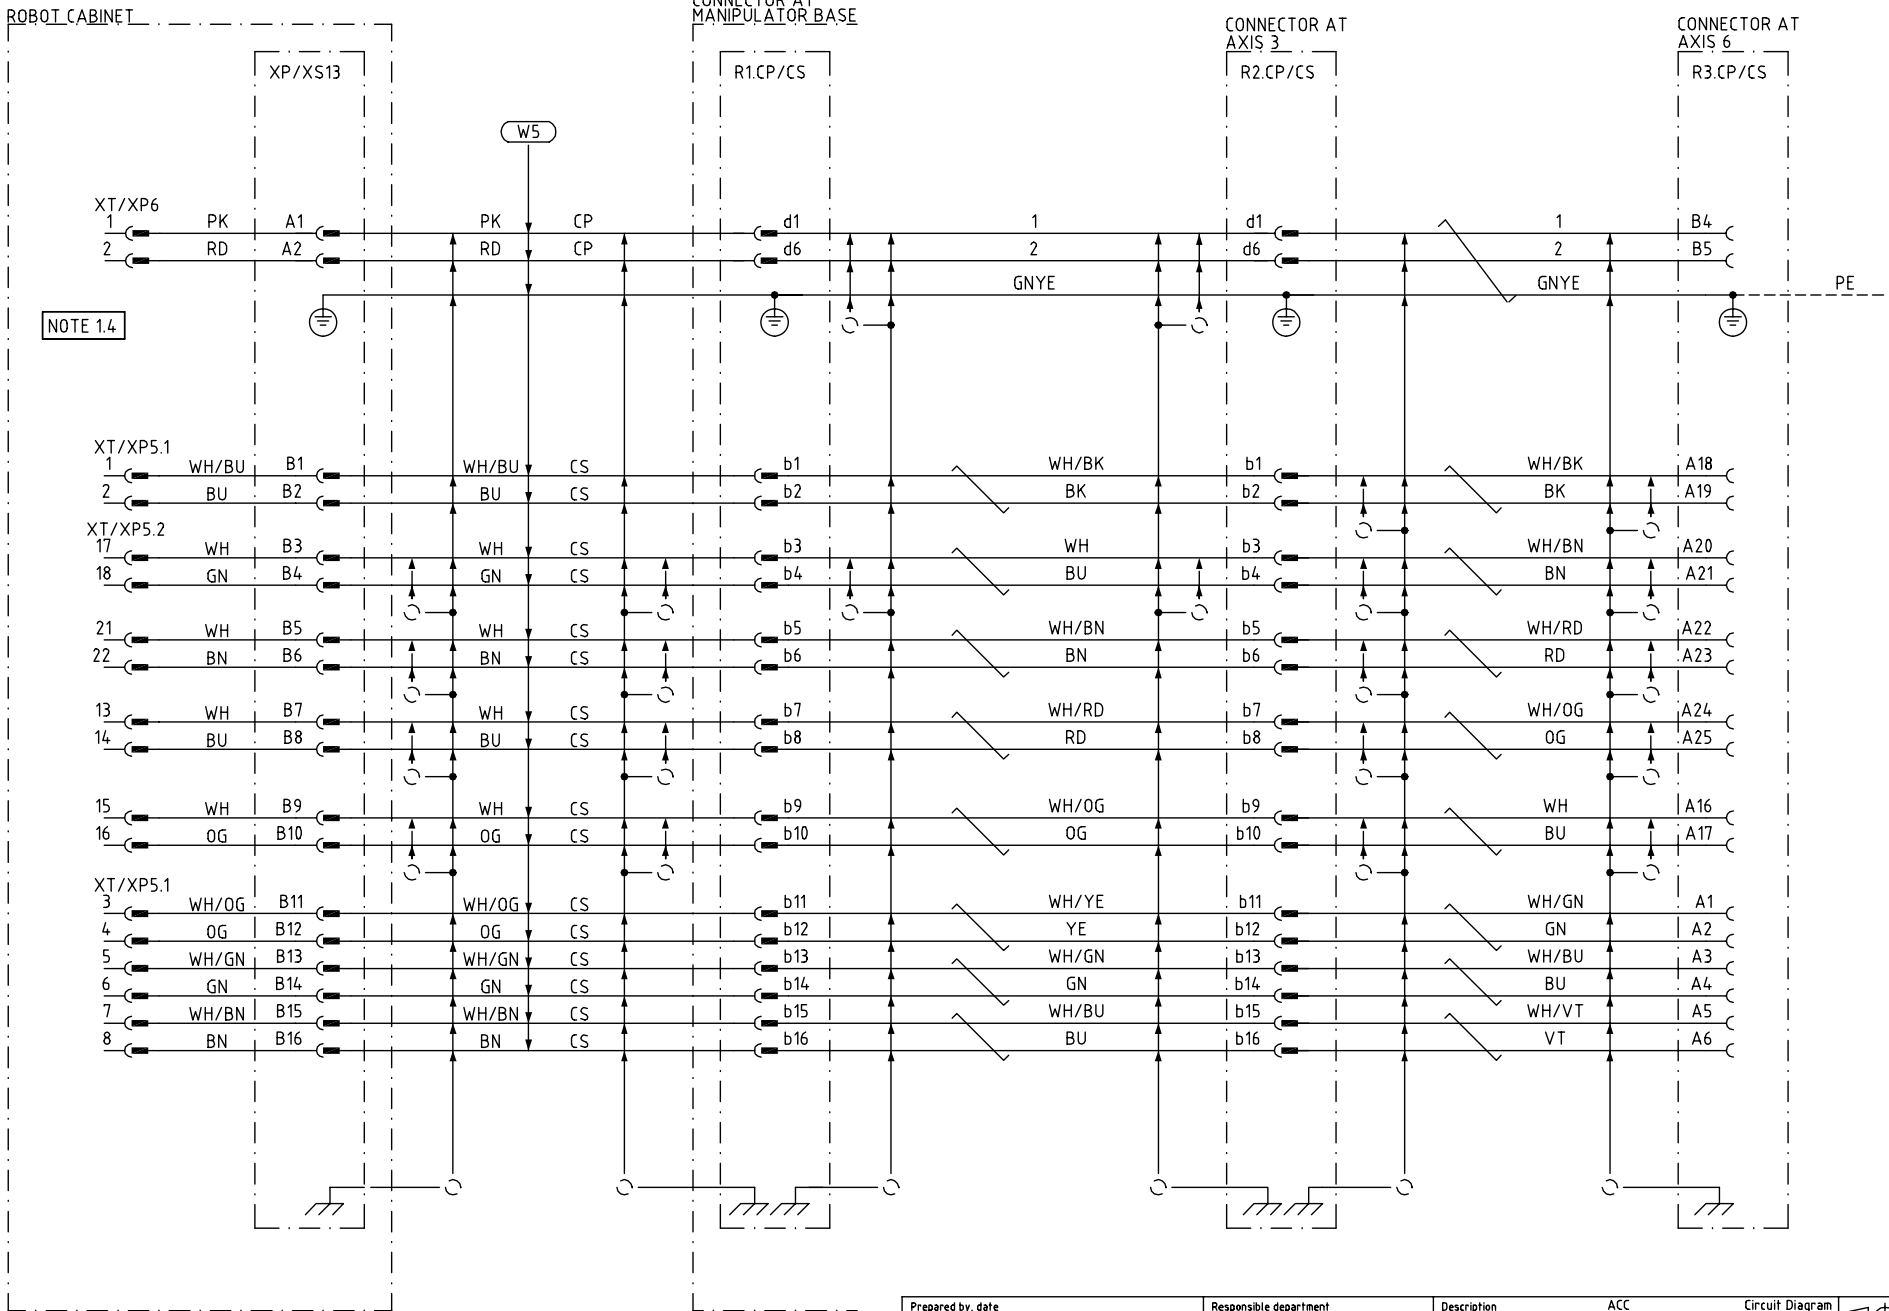 ROBOT CABINET
CONNECTOR AT
MANIPULATOR BASE
CONNECTOR AT
AXIS 3
CONNECTOR AT
AXIS 6
XP/XS13
R1.CP/CS
R2.CP/CS
R3.CP/CS
W5
XT/XP6
1 PK A1 PK CP d1 1 d1 1 B4
2 RD A2 RD CP d6 2 d6 2 B5
GNYE GNYE PE
NOTE 1.4
XT/XP5.1
1 WH/BU B1 WH/BU CS b1 WH/BK b1 WH/BK A18
2 BU B2 BU CS b2 BK b2 BK A19
XT/XP5.2
17 WH B3 WH CS b3 WH b3 WH/BN A20
18 GN B4 GN CS b4 BU b4 BN A21
21 WH B5 WH CS b5 WH/BN b5 WH/RD A22
22 BN B6 BN CS b6 BN b6 RD A23
13 WH B7 WH CS b7 WH/RD b7 WH/OG A24
14 BU B8 BU CS b8 RD b8 OG A25
15 WH B9 WH CS b9 WH/OG b9 WH A16
16 OG B10 OG CS b10 OG b10 BU A17
XT/XP5.1
3 WH/OG B11 WH/OG CS b11 WH/YE b11 WH/GN A1
4 OG B12 OG CS b12 YE b12 GN A2
5 WH/GN B13 WH/GN CS b13 WH/GN b13 WH/BU A3
6 GN B14 GN CS b14 GN b14 BU A4
7 WH/BN B15 WH/BN CS b15 WH/BU b15 WH/VT A5
8 BN B16 BN CS b16 BU b16 VT A6
Prepared by, date Responsible department Description ACC Circuit Diagram